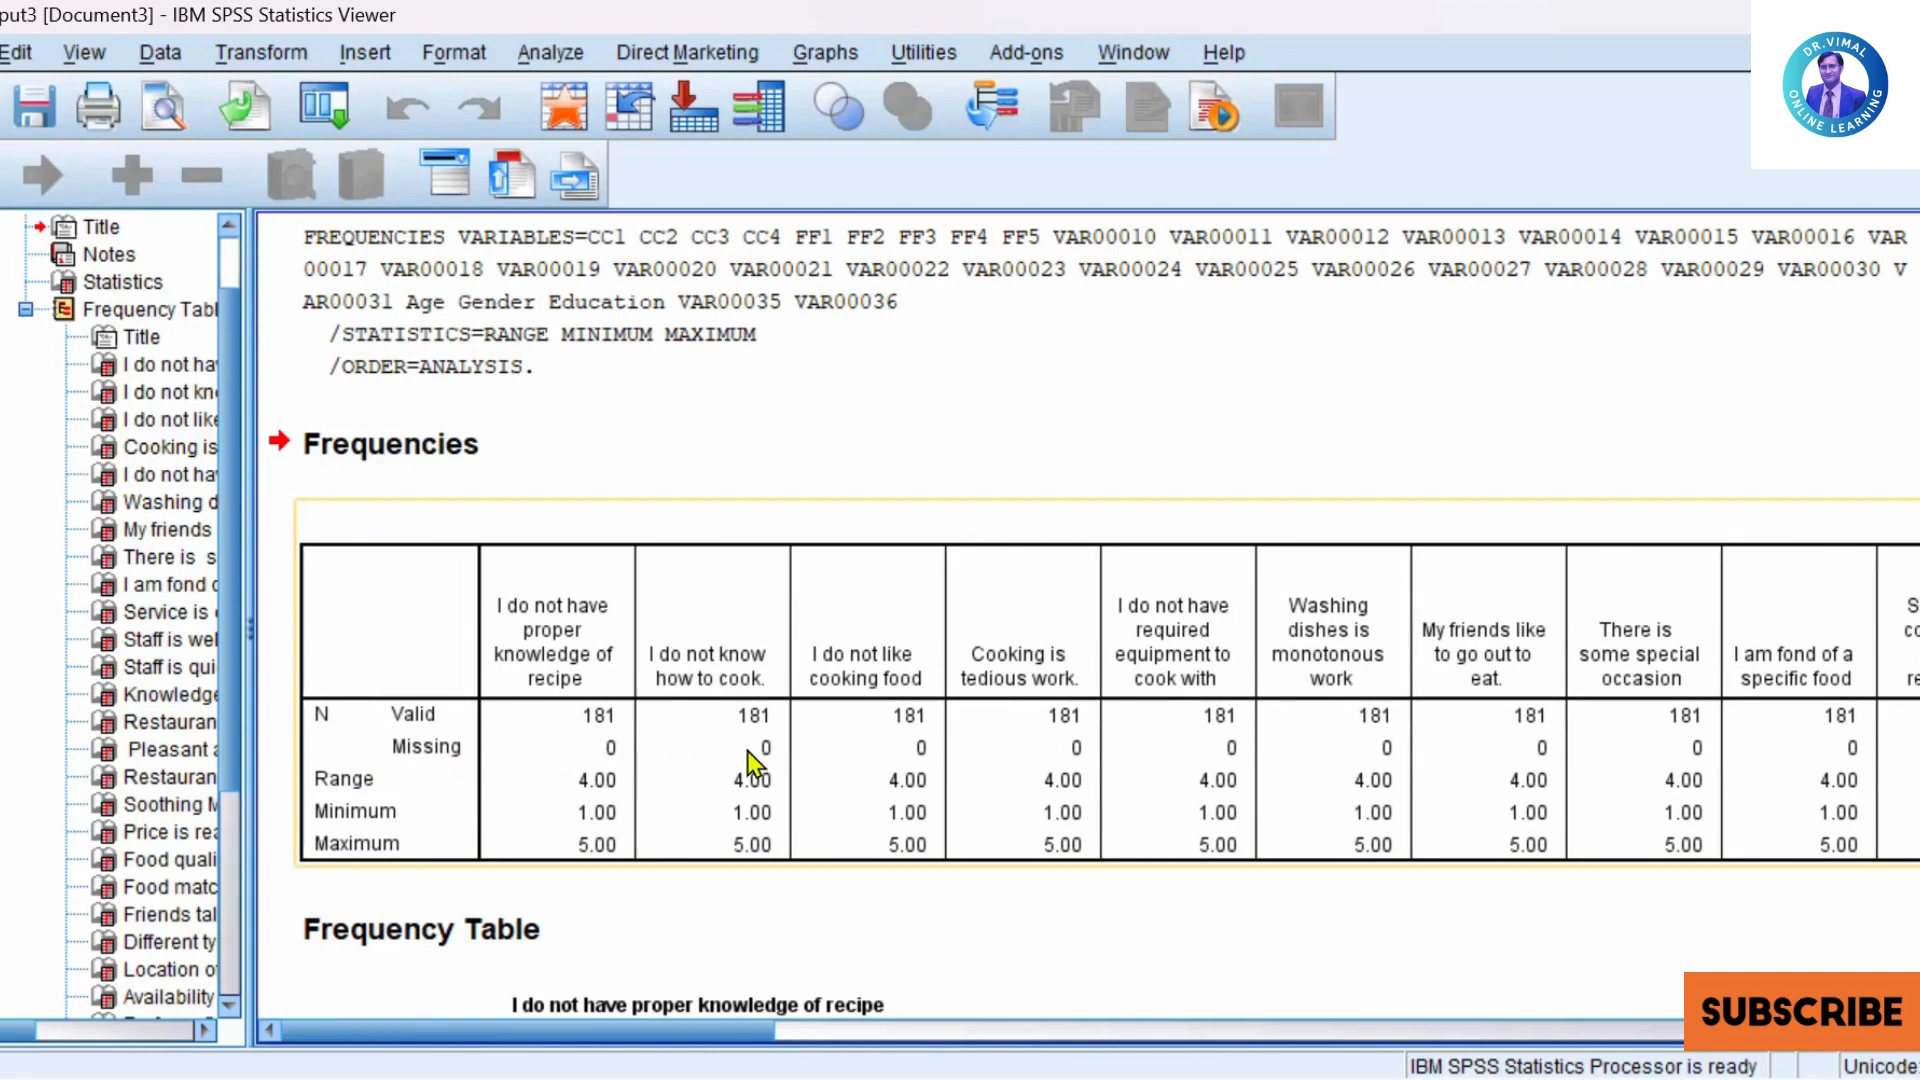 put3 [Document3] - IBM SPSS Statistics Viewer
Edit View Data Transform Insert Format Analyze Direct Marketing Graphs Utilities Add-ons Window Help
DR.VIMAL
ONLINE LEARNING
Title
Notes
Statistics
Frequency Tabl
Title
I do not ha
I do not kn
I do not like
Cooking is
I do not ha
Washing d
My friends
There is s
I am fond o
Service is
Staff is wel
Staff is qui
Knowledge
Restauran
Pleasant a
Restauran
Soothing M
Price is rea
Food quali
Food matc
Friends tal
Different ty
Location o
Availability
FREQUENCIES VARIABLES=CC1 CC2 CC3 CC4 FF1 FF2 FF3 FF4 FF5 VAR00010 VAR00011 VAR00012 VAR00013 VAR00014 VAR00015 VAR00016 VAR
00017 VAR00018 VAR00019 VAR00020 VAR00021 VAR00022 VAR00023 VAR00024 VAR00025 VAR00026 VAR00027 VAR00028 VAR00029 VAR00030 V
AR00031 Age Gender Education VAR00035 VAR00036
/STATISTICS=RANGE MINIMUM MAXIMUM
/ORDER=ANALYSIS.
Frequencies
I do not have
proper
knowledge of
recipe
I do not know
how to cook.
I do not like
cooking food
Cooking is
tedious work.
I do not have
required
equipment to
cook with
Washing
dishes is
monotonous
work
My friends like
to go out to
eat.
There is
some special
occasion
I am fond of a
specific food
S
co
re
N Valid 181 181 181 181 181 181 181 181 181
Missing 0 0 0 0 0 0 0 0 0
Range 4.00 4.00 4.00 4.00 4.00 4.00 4.00 4.00 4.00
Minimum 1.00 1.00 1.00 1.00 1.00 1.00 1.00 1.00 1.00
Maximum 5.00 5.00 5.00 5.00 5.00 5.00 5.00 5.00 5.00
Frequency Table
I do not have proper knowledge of recipe
SUBSCRIBE
IBM SPSS Statistics Processor is ready
Unicode